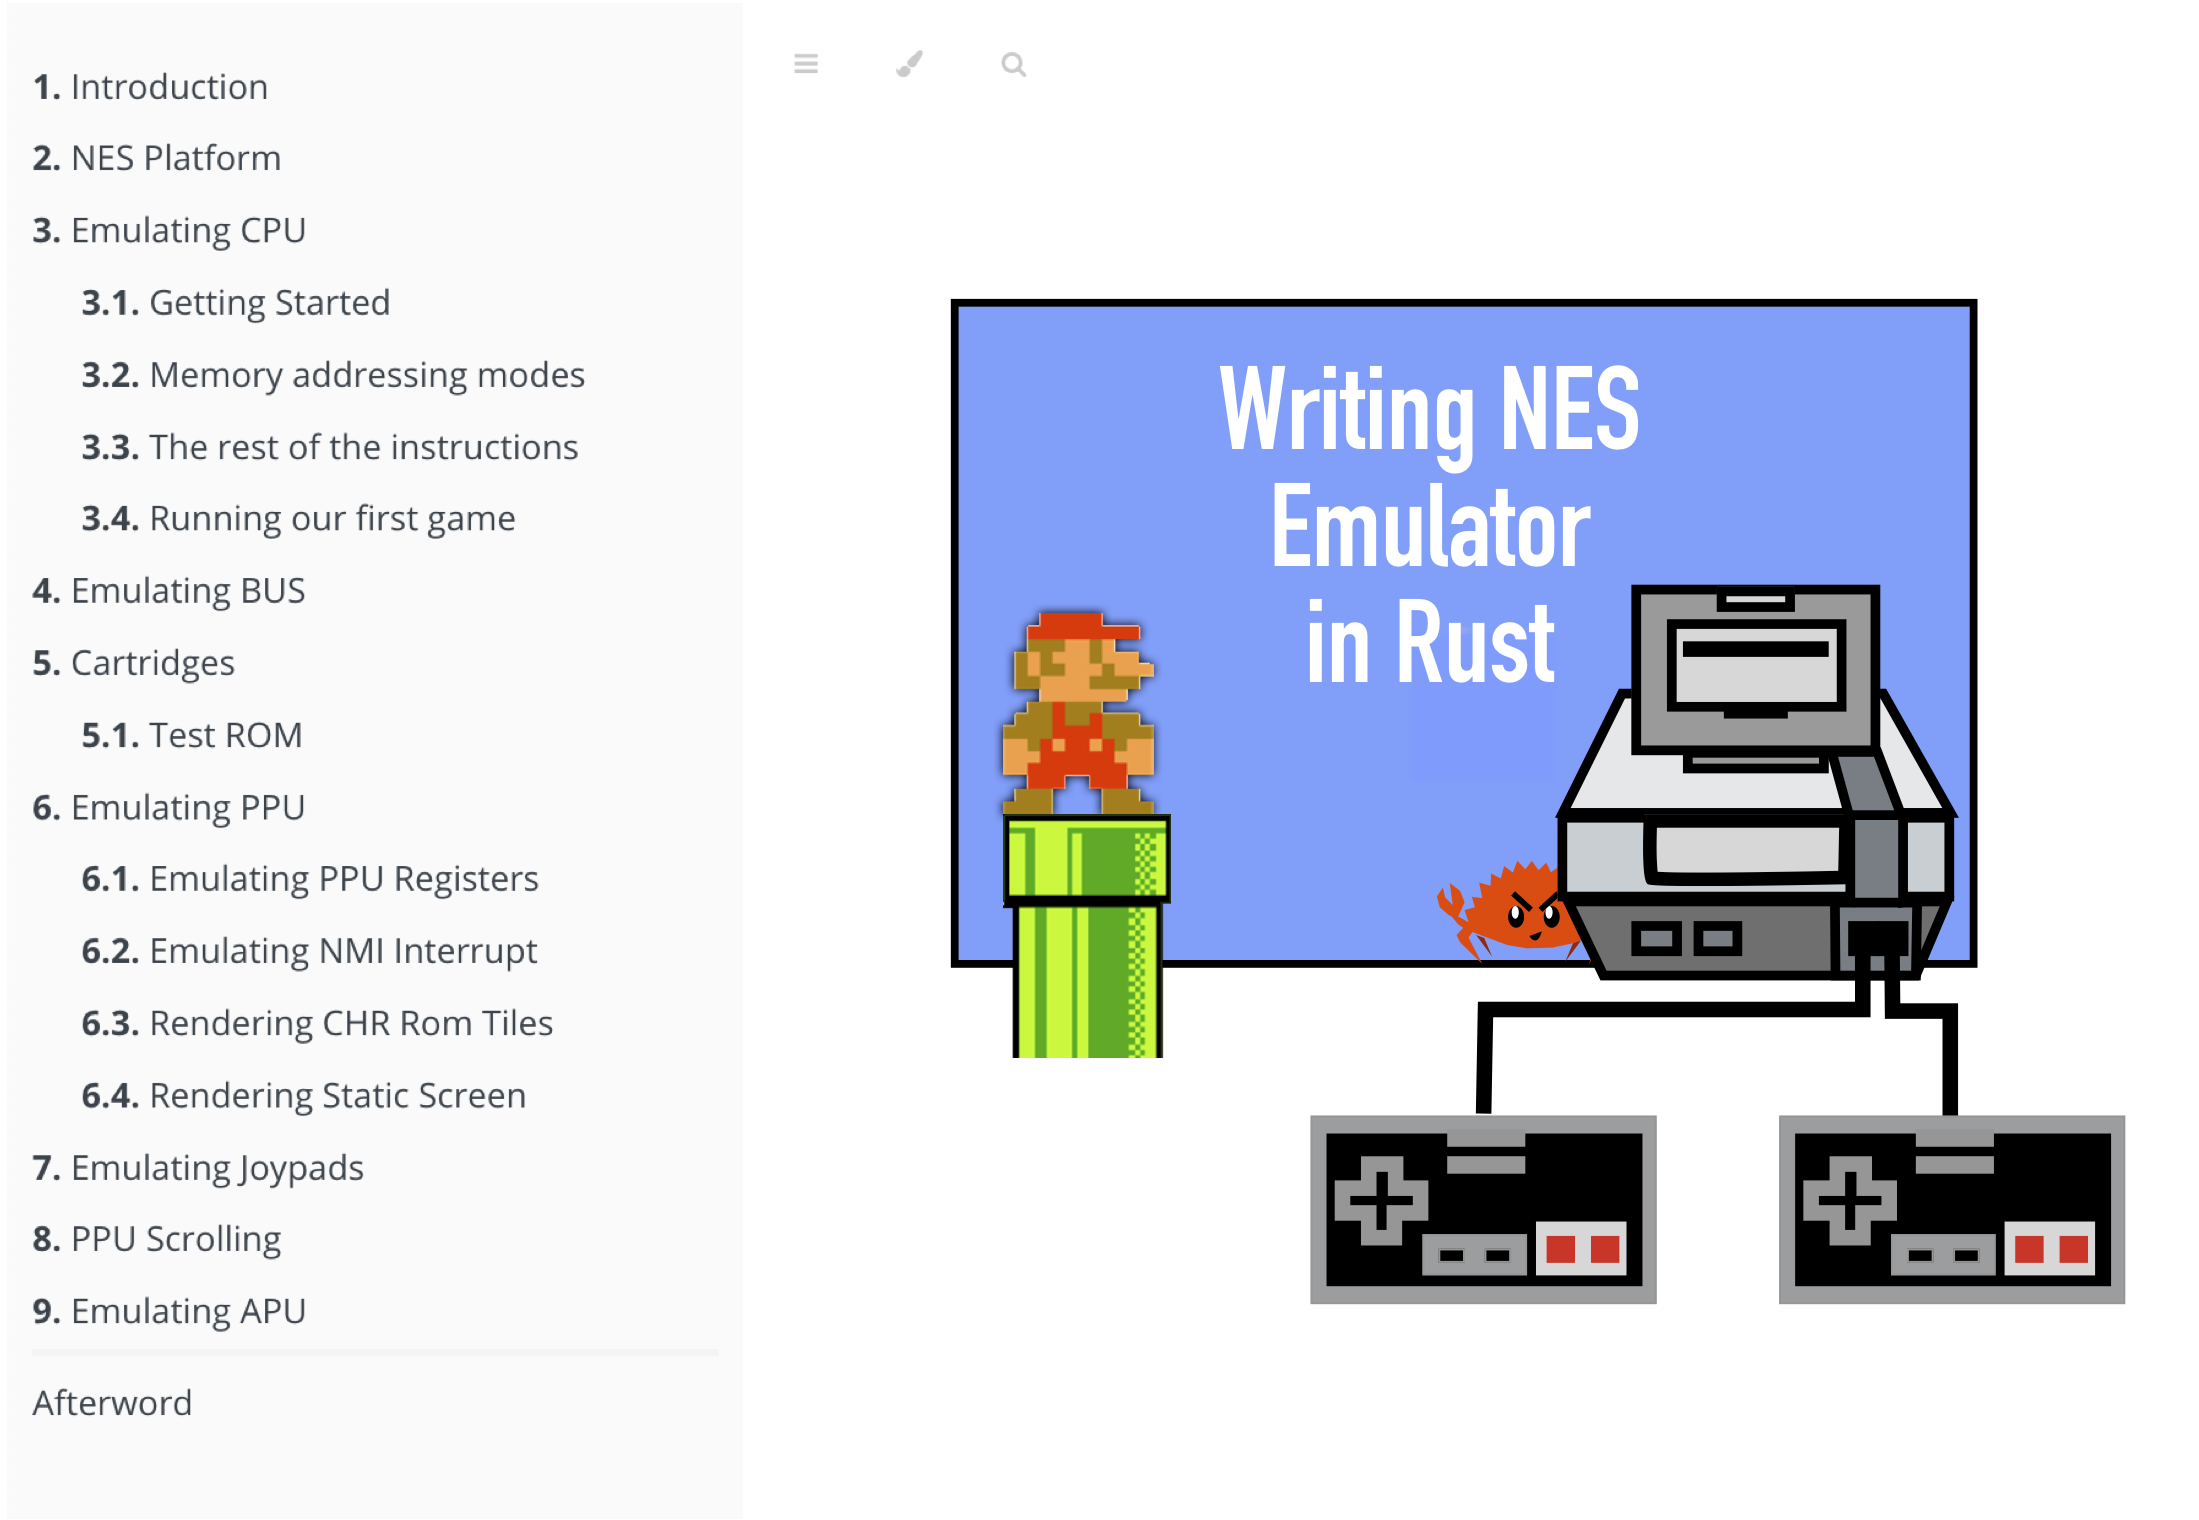 1. Introduction
2. NES Platform
3. Emulating CPU
3.1. Getting Started
3.2. Memory addressing modes
3.3. The rest of the instructions
3.4. Running our first game
4. Emulating BUS
5. Cartridges
5.1. Test ROM
6. Emulating PPU
6.1. Emulating PPU Registers
6.2. Emulating NMI Interrupt
6.3. Rendering CHR Rom Tiles
6.4. Rendering Static Screen
7. Emulating Joypads
8. PPU Scrolling
9. Emulating APU
Afterword
Writing NES
Emulator
in Rust